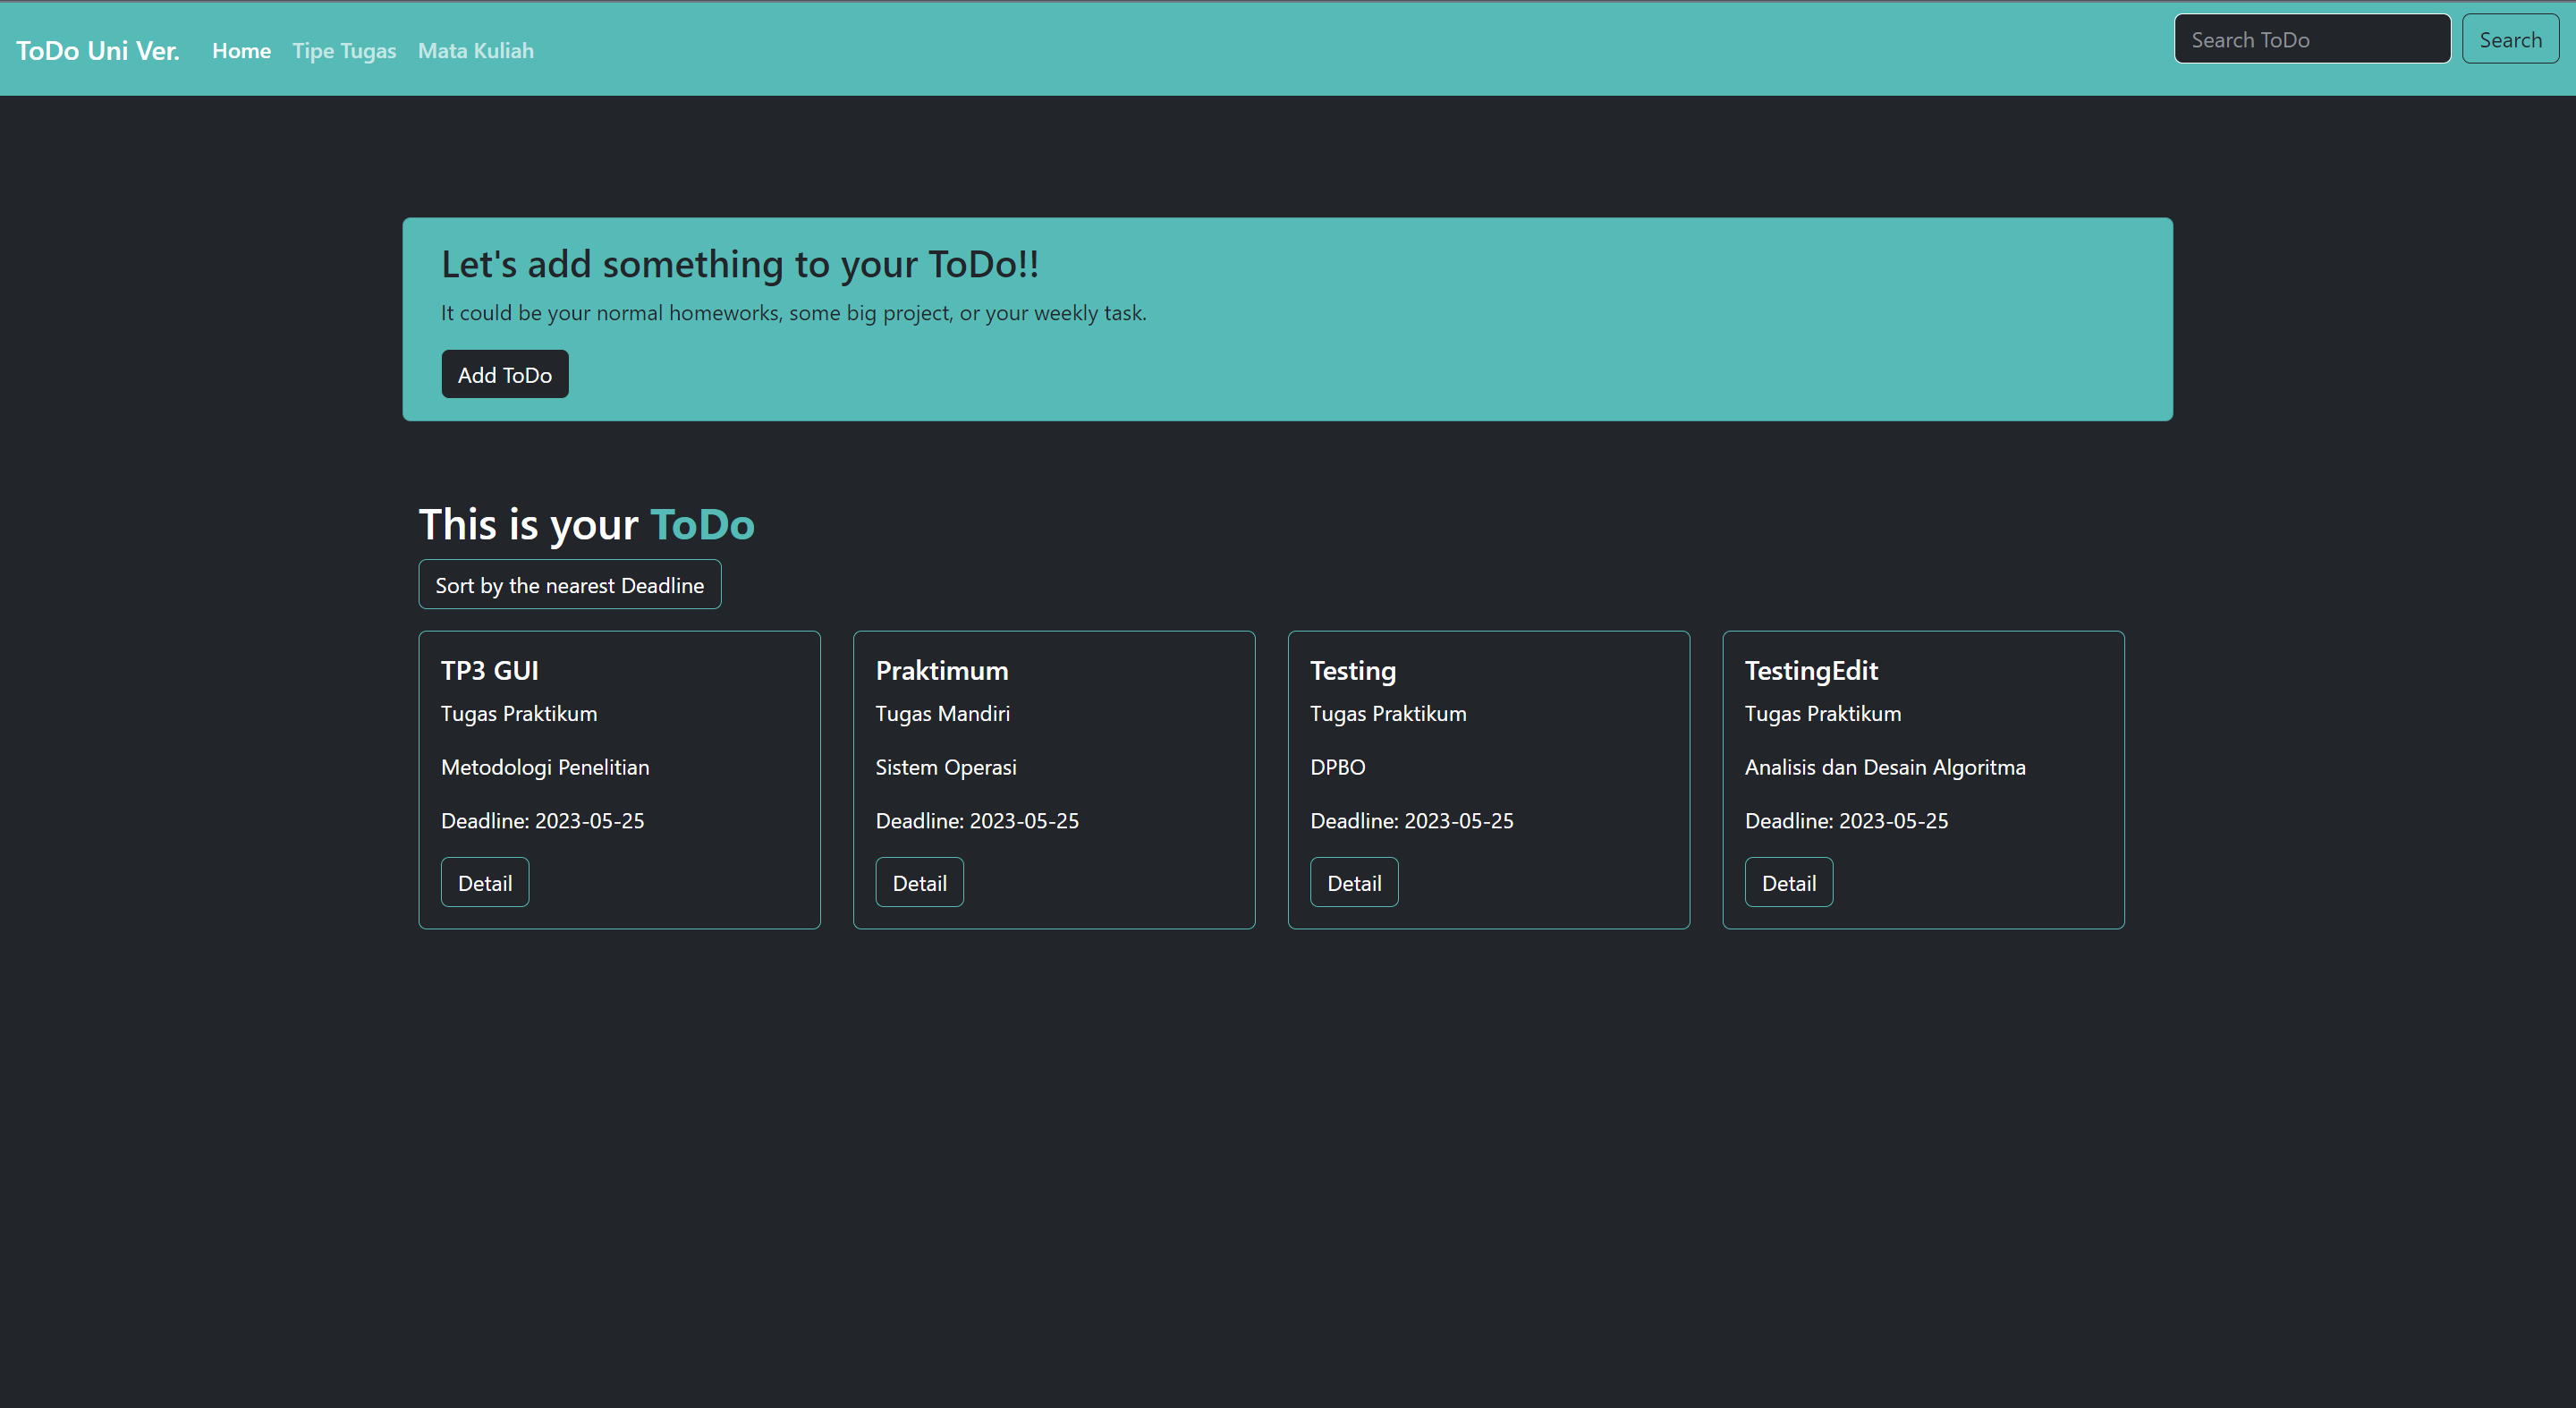 ToDo Uni Ver. Home Tipe Tugas Mata Kuliah Search ToDo Search
Let's add something to your ToDo!!
It could be your normal homeworks, some big project, or your weekly task.
Add ToDo
This is your ToDo
Sort by the nearest Deadline
TP3 GUI
Tugas Praktikum
Metodologi Penelitian
Deadline: 2023-05-25
Detail
Praktimum
Tugas Mandiri
Sistem Operasi
Deadline: 2023-05-25
Detail
Testing
Tugas Praktikum
DPBO
Deadline: 2023-05-25
Detail
TestingEdit
Tugas Praktikum
Analisis dan Desain Algoritma
Deadline: 2023-05-25
Detail